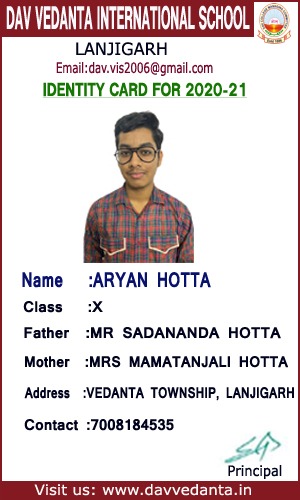 DAV VEDANTA INTERNATIONAL SCHOOL
LANJIGARH
Email:dav.vis2006@gmail.com
IDENTITY CARD FOR 2020-21
Name :ARYAN HOTTA
Class :X
Father :MR SADANANDA HOTTA
Mother :MRS MAMATANJALI HOTTA
Address :VEDANTA TOWNSHIP, LANJIGARH
Contact :7008184535
Principal
Visit us: www.davvedanta.in